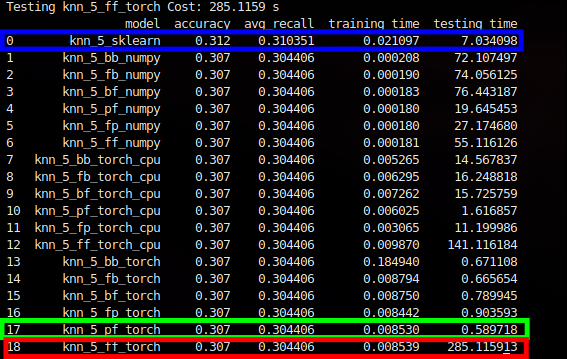 Testing knn_5_ff_torch Cost: 285.1159 s
model accuracy avg_recall training time testing time
0 knn_5_sklearn 0.312 0.310351 0.021097 7.034098
1 knn_5_bb_numpy 0.307 0.304406 0.000208 72.107497
2 knn_5_fb_numpy 0.307 0.304406 0.000190 74.056125
3 knn_5_bf_numpy 0.307 0.304406 0.000183 76.443187
4 knn_5_pf_numpy 0.307 0.304406 0.000180 19.645453
5 knn_5_fp_numpy 0.307 0.304406 0.000180 27.174680
6 knn_5_ff_numpy 0.307 0.304406 0.000181 55.116126
7 knn_5_bb_torch_cpu 0.307 0.304406 0.005265 14.567837
8 knn_5_fb_torch_cpu 0.307 0.304406 0.006295 16.248818
9 knn_5_bf_torch_cpu 0.307 0.304406 0.007262 15.725759
10 knn_5_pf_torch_cpu 0.307 0.304406 0.006025 1.616857
11 knn_5_fp_torch_cpu 0.307 0.304406 0.003065 11.199986
12 knn_5_ff_torch_cpu 0.307 0.304406 0.009870 141.116184
13 knn_5_bb_torch 0.307 0.304406 0.184940 0.671108
14 knn_5_fb_torch 0.307 0.304406 0.008794 0.665654
15 knn_5_bf_torch 0.307 0.304406 0.008750 0.789945
16 knn_5_fp_torch 0.307 0.304406 0.008442 0.903593
17 knn_5_pf_torch 0.307 0.304406 0.008530 0.589718
18 knn_5_ff_torch 0.307 0.304406 0.008539 285.115913